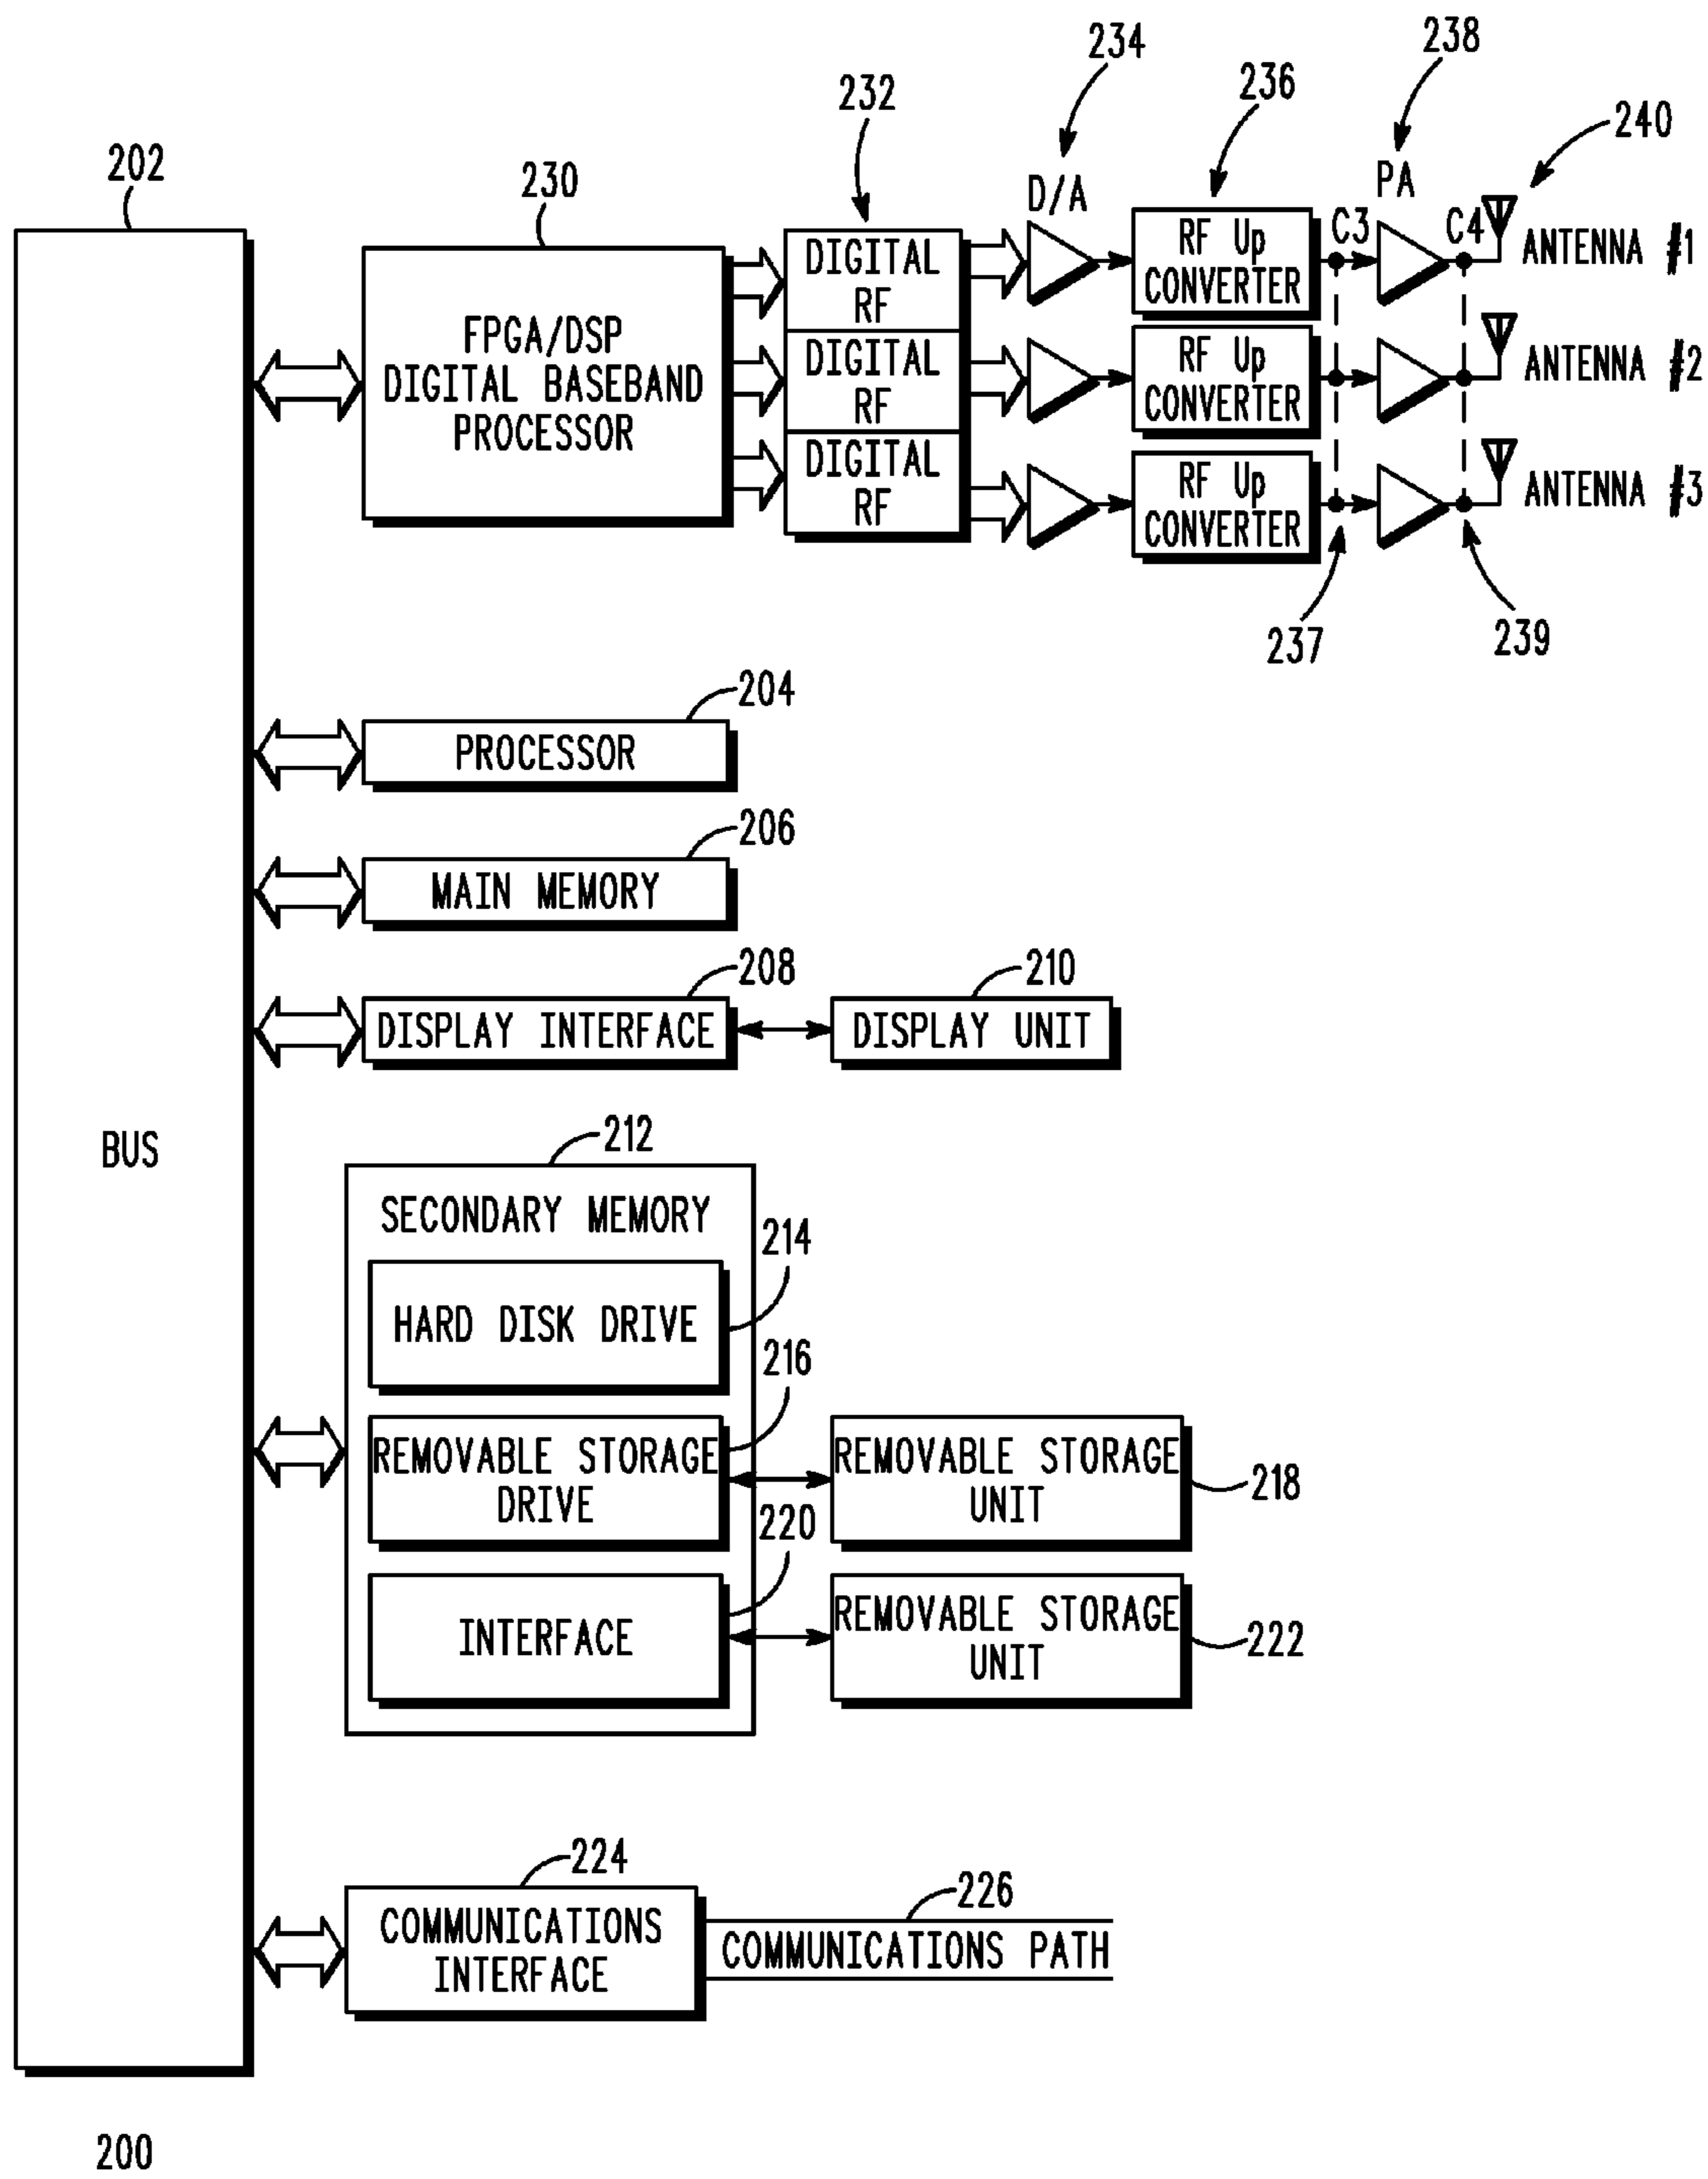 234
238
232
236
240
202
230
D/A
PA
C3
C4
FPGA/DSP
DIGITAL BASEBAND
PROCESSOR
DIGITAL
RF
DIGITAL
RF
DIGITAL
RF
RF Up
CONVERTER
RF Up
CONVERTER
RF Up
CONVERTER
ANTENNA #1
ANTENNA #2
ANTENNA #3
237
239
204
PROCESSOR
206
MAIN MEMORY
208
DISPLAY INTERFACE
210
DISPLAY UNIT
BUS
212
SECONDARY MEMORY
214
HARD DISK DRIVE
216
REMOVABLE STORAGE
DRIVE
REMOVABLE STORAGE
UNIT
218
220
INTERFACE
REMOVABLE STORAGE
UNIT
222
224
COMMUNICATIONS
INTERFACE
226
COMMUNICATIONS PATH
200